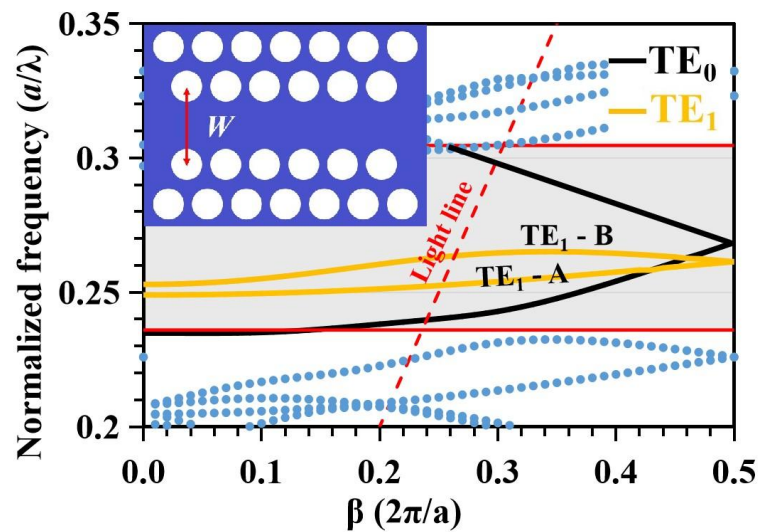 0.35
0.3
0.25
0.2
Normalized frequency (a/λ)
W
TE₀
TE₁
Light line
TE₁ - B
TE₁ - A
0.0
0.1
0.2
0.3
0.4
0.5
β (2π/a)